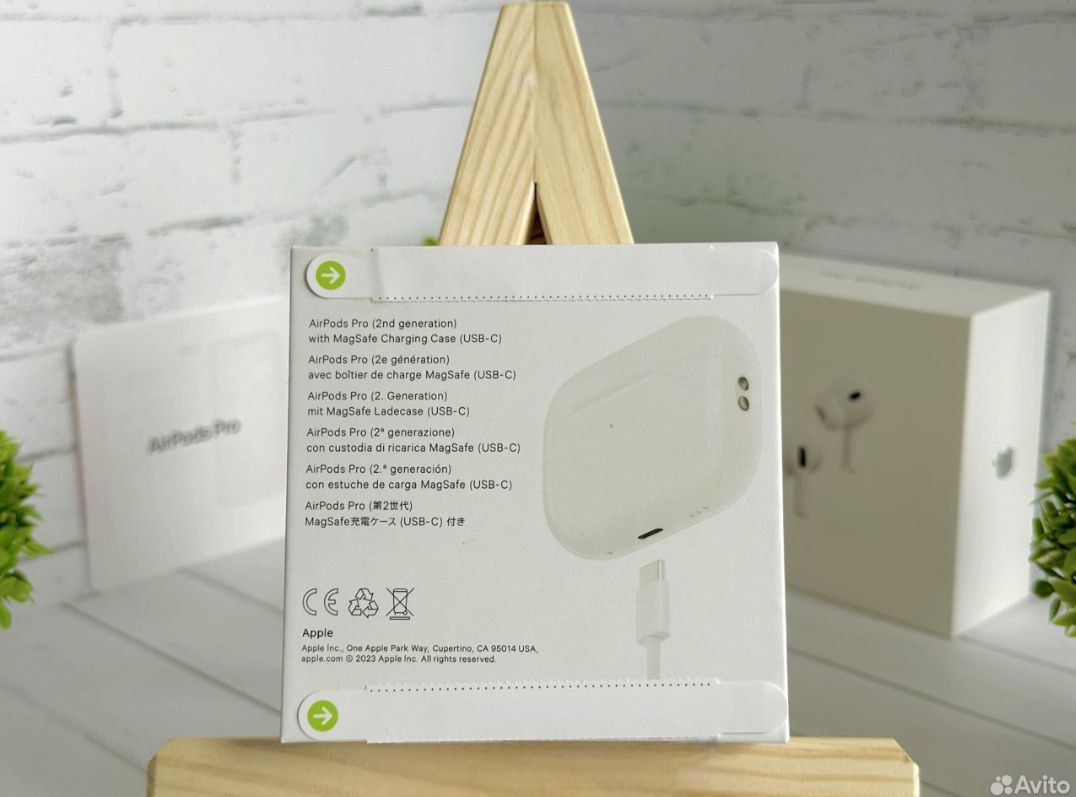 AirPods Pro (2nd generation)
with MagSafe Charging Case (USB-C)
AirPods Pro (2e génération)
avec boîtier de charge MagSafe (USB-C)
AirPods Pro (2. Generation)
mit MagSafe Ladecase (USB-C)
AirPods Pro (2ª generazione)
con custodia di ricarica MagSafe (USB-C)
AirPods Pro (2.ª generación)
con estuche de carga MagSafe (USB-C)
AirPods Pro (第2世代)
MagSafe充電ケース (USB-C) 付き
CE
Apple
Apple Inc., One Apple Park Way, Cupertino, CA 95014 USA,
apple.com © 2023 Apple Inc. All rights reserved.
AirPods Pro
Avito